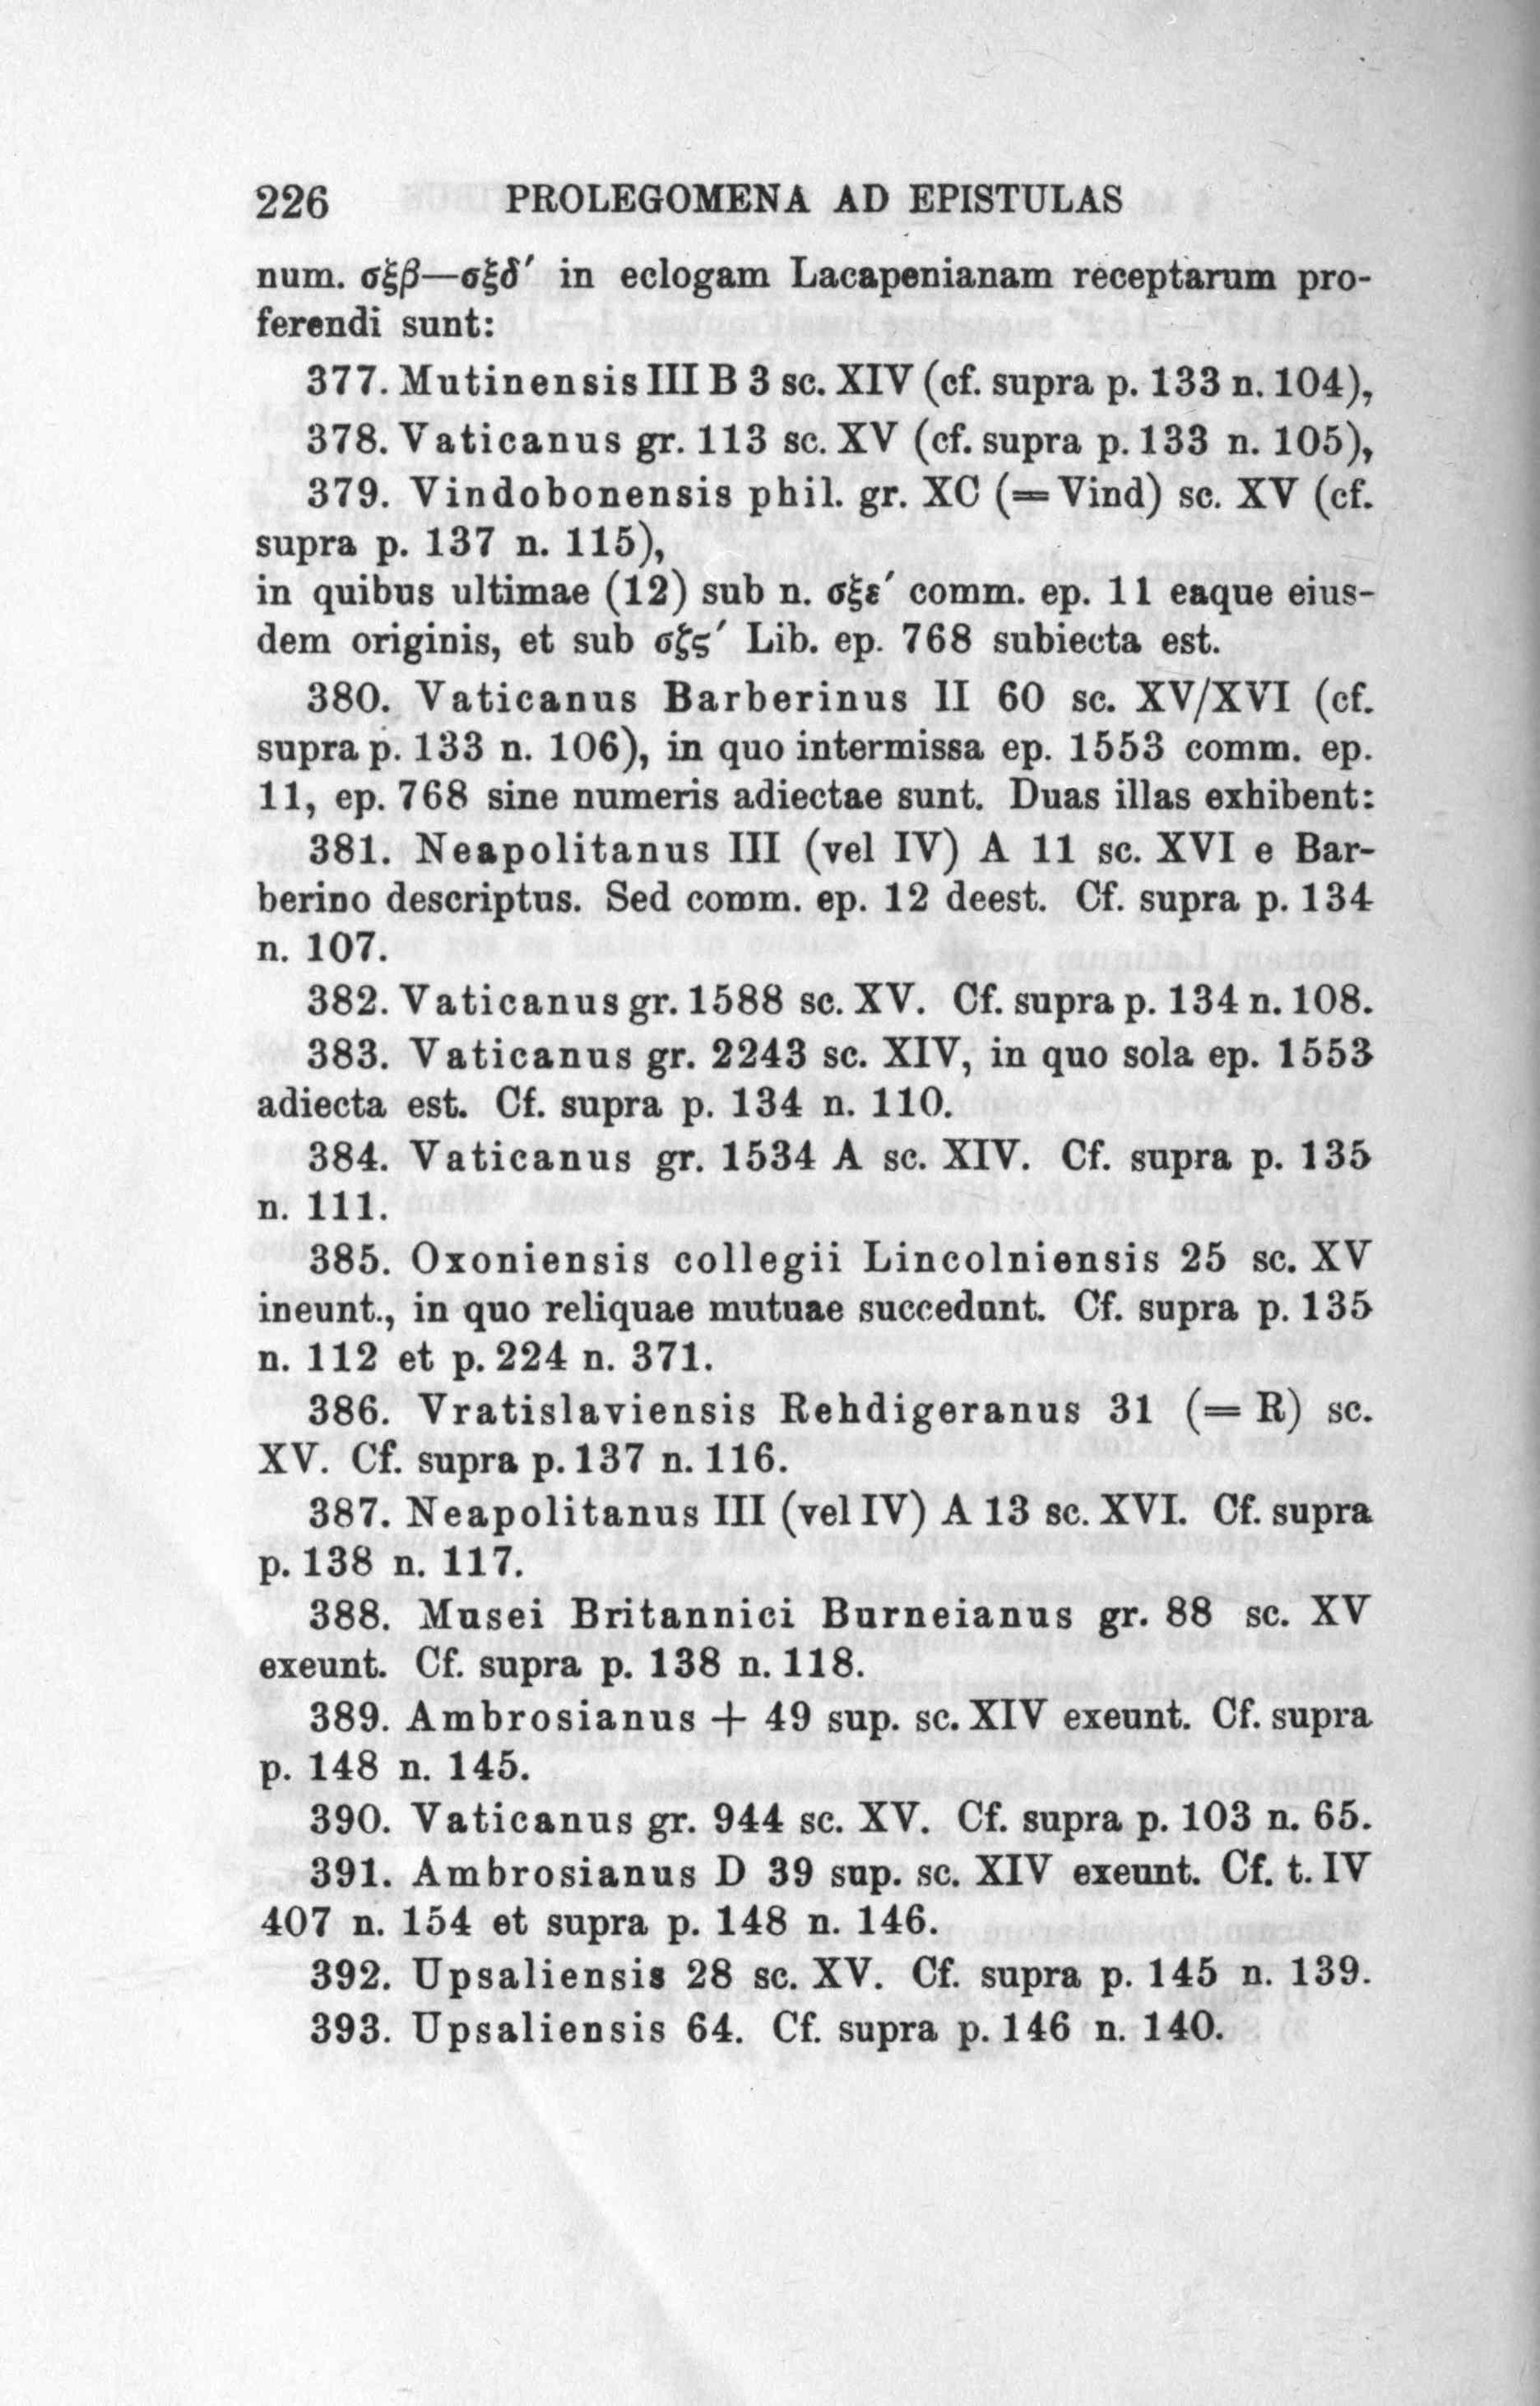 226 PROLEGOMENA AD EPISTULAS
num. σξβ—σξδ′ in eclogam Lacapenianam receptarum pro-
ferendi sunt:
377. Mutinensis III B 3 sc. XIV (cf. supra p. 133 n. 104),
378. Vaticanus gr. 113 sc. XV (cf. supra p. 133 n. 105),
379. Vindobonensis phil. gr. XC (= Vind) sc. XV (cf.
supra p. 137 n. 115),
in quibus ultimae (12) sub n. σξε′ comm. ep. 11 eaque eius-
dem originis, et sub σζς′ Lib. ep. 768 subiecta est.
380. Vaticanus Barberinus II 60 sc. XV/XVI (cf.
supra p. 133 n. 106), in quo intermissa ep. 1553 comm. ep.
11, ep. 768 sine numeris adiectae sunt. Duas illas exhibent:
381. Neapolitanus III (vel IV) A 11 sc. XVI e Bar-
berino descriptus. Sed comm. ep. 12 deest. Cf. supra p. 134
n. 107.
382. Vaticanus gr. 1588 sc. XV. Cf. supra p. 134 n. 108.
383. Vaticanus gr. 2243 sc. XIV, in quo sola ep. 1553
adiecta est. Cf. supra p. 134 n. 110.
384. Vaticanus gr. 1534 A sc. XIV. Cf. supra p. 135
n. 111.
385. Oxoniensis collegii Lincolniensis 25 sc. XV
ineunt., in quo reliquae mutuae succedunt. Cf. supra p. 135
n. 112 et p. 224 n. 371.
386. Vratislaviensis Rehdigeranus 31 (= R) sc.
XV. Cf. supra p. 137 n. 116.
387. Neapolitanus III (vel IV) A 13 sc. XVI. Cf. supra
p. 138 n. 117.
388. Musei Britannici Burneianus gr. 88 sc. XV
exeunt. Cf. supra p. 138 n. 118.
389. Ambrosianus + 49 sup. sc. XIV exeunt. Cf. supra
p. 148 n. 145.
390. Vaticanus gr. 944 sc. XV. Cf. supra p. 103 n. 65.
391. Ambrosianus D 39 sup. sc. XIV exeunt. Cf. t. IV
407 n. 154 et supra p. 148 n. 146.
392. Upsaliensis 28 sc. XV. Cf. supra p. 145 n. 139.
393. Upsaliensis 64. Cf. supra p. 146 n. 140.